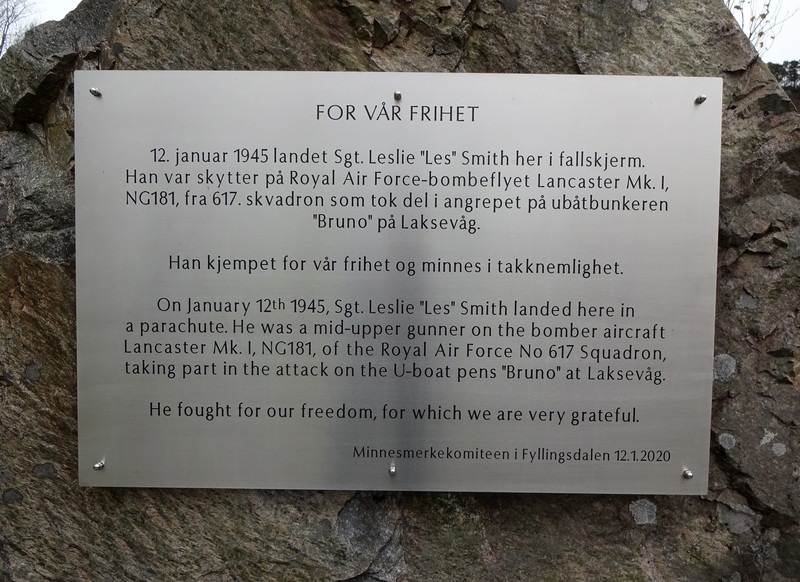 FOR VÅR FRIHET
12. januar 1945 landet Sgt. Leslie "Les" Smith her i fallskjerm.
Han var skytter på Royal Air Force-bombeflyet Lancaster Mk. I,
NG181, fra 617. skvadron som tok del i angrepet på ubåtbunkeren
"Bruno" på Laksevåg.
Han kjempet for vår frihet og minnes i takknemlighet.
On January 12th 1945, Sgt. Leslie "Les" Smith landed here in
a parachute. He was a mid-upper gunner on the bomber aircraft
Lancaster Mk. I, NG181, of the Royal Air Force No 617 Squadron,
taking part in the attack on the U-boat pens "Bruno" at Laksevåg.
He fought for our freedom, for which we are very grateful.
Minnesmerkekomiteen i Fyllingsdalen 12.1.2020